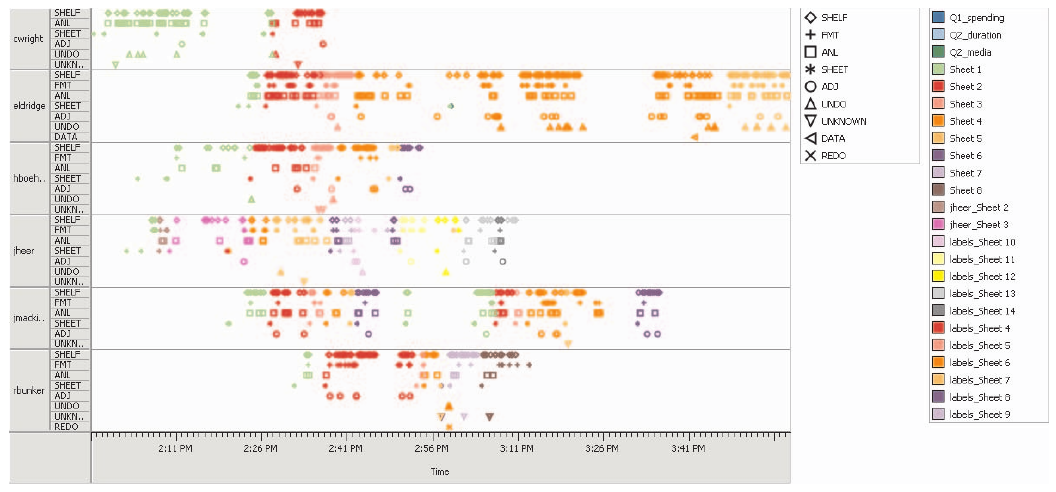 cwright
SHELF
ANL
SHEET
ADJ
UNDO
UNKN..
eldridge
SHELF
FMT
ANL
SHEET
ADJ
UNDO
DATA
hboeh..
SHELF
FMT
ANL
SHEET
ADJ
UNDO
UNKN..
jheer
SHELF
FMT
ANL
SHEET
ADJ
UNDO
UNKN..
jmacki..
SHELF
FMT
ANL
SHEET
ADJ
UNKN..
rbunker
SHELF
FMT
ANL
SHEET
ADJ
UNDO
UNKN..
REDO
2:11 PM 2:26 PM 2:41 PM 2:56 PM 3:11 PM 3:26 PM 3:41 PM
Time
SHELF
FMT
ANL
SHEET
ADJ
UNDO
UNKNOWN
DATA
REDO
Q1_spending
Q2_duration
Q2_media
Sheet 1
Sheet 2
Sheet 3
Sheet 4
Sheet 5
Sheet 6
Sheet 7
Sheet 8
jheer_Sheet 2
jheer_Sheet 3
labels_Sheet 10
labels_Sheet 11
labels_Sheet 12
labels_Sheet 13
labels_Sheet 14
labels_Sheet 4
labels_Sheet 5
labels_Sheet 6
labels_Sheet 7
labels_Sheet 8
labels_Sheet 9